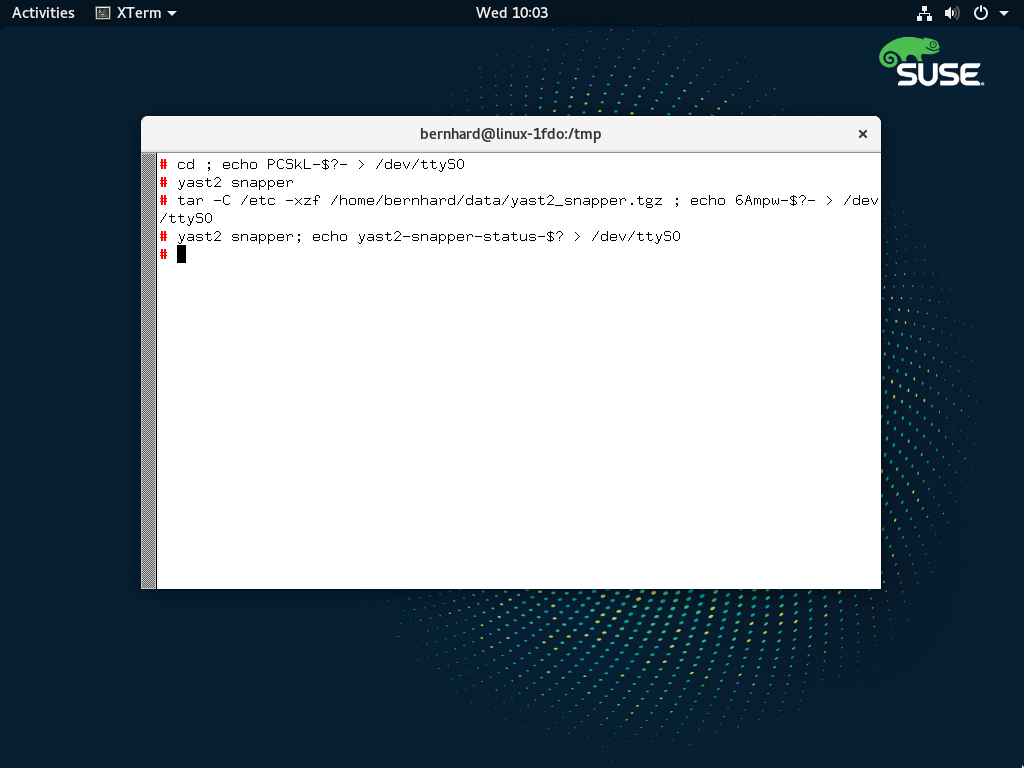 Activities XTerm Wed 10:03
SUSE
bernhard@linux-1fdo:/tmp
# cd ; echo PCSkL-$?- > /dev/ttyS0
# yast2 snapper
# tar -C /etc -xzf /home/bernhard/data/yast2_snapper.tgz ; echo 6Ampw-$?- > /dev
/ttyS0
# yast2 snapper; echo yast2-snapper-status-$? > /dev/ttyS0
#